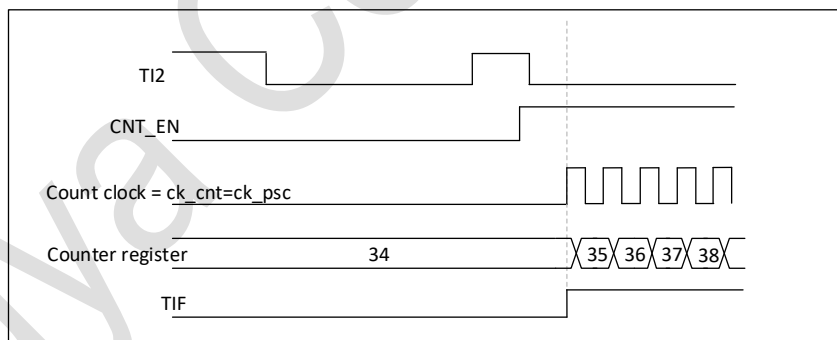 TI2
CNT_EN
Count clock = ck_cnt=ck_psc
Counter register 34 35 36 37 38
TIF